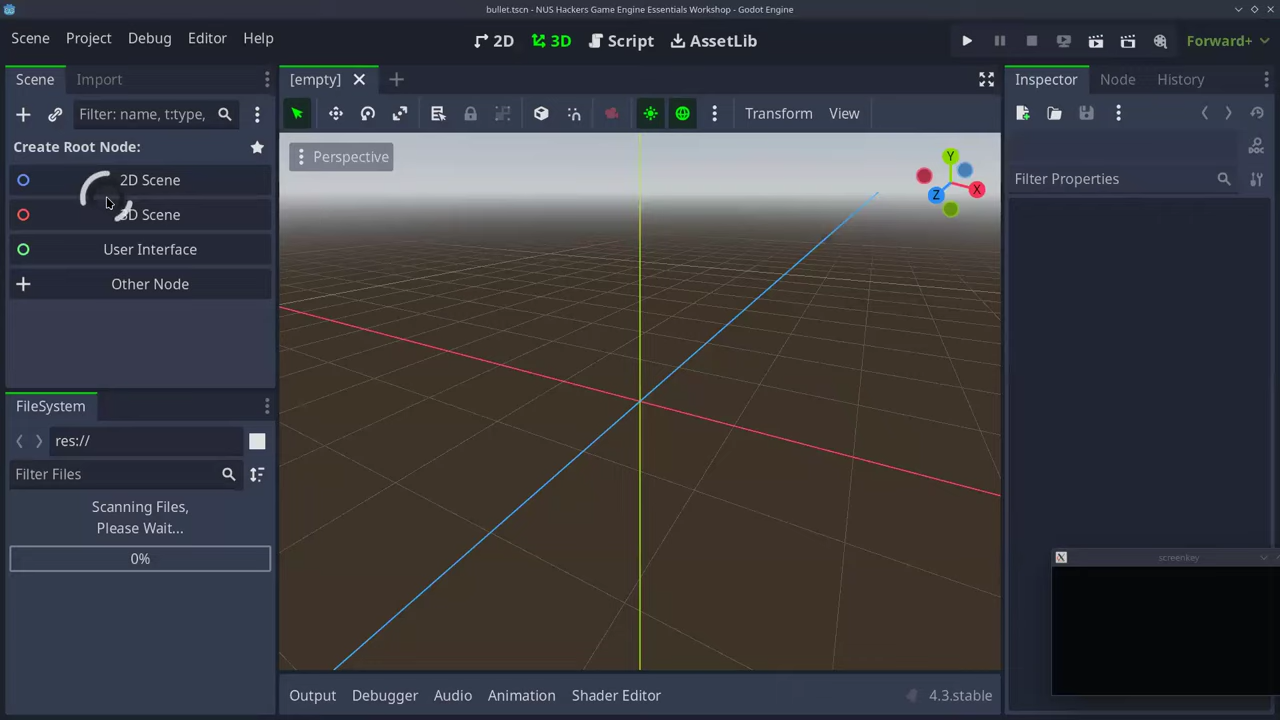 bullet.tscn - NUS Hackers Game Engine Essentials Workshop - Godot Engine
Scene Project Debug Editor Help
2D 3D Script AssetLib
Forward+
Scene Import
[empty]
Inspector Node History
Filter: name, t:type,
Transform View
Create Root Node:
Perspective
Y
X
Z
2D Scene
3D Scene
User Interface
Other Node
Filter Properties
FileSystem
res://
Filter Files
Scanning Files,
Please Wait...
0%
screenkey
Output Debugger Audio Animation Shader Editor
4.3.stable